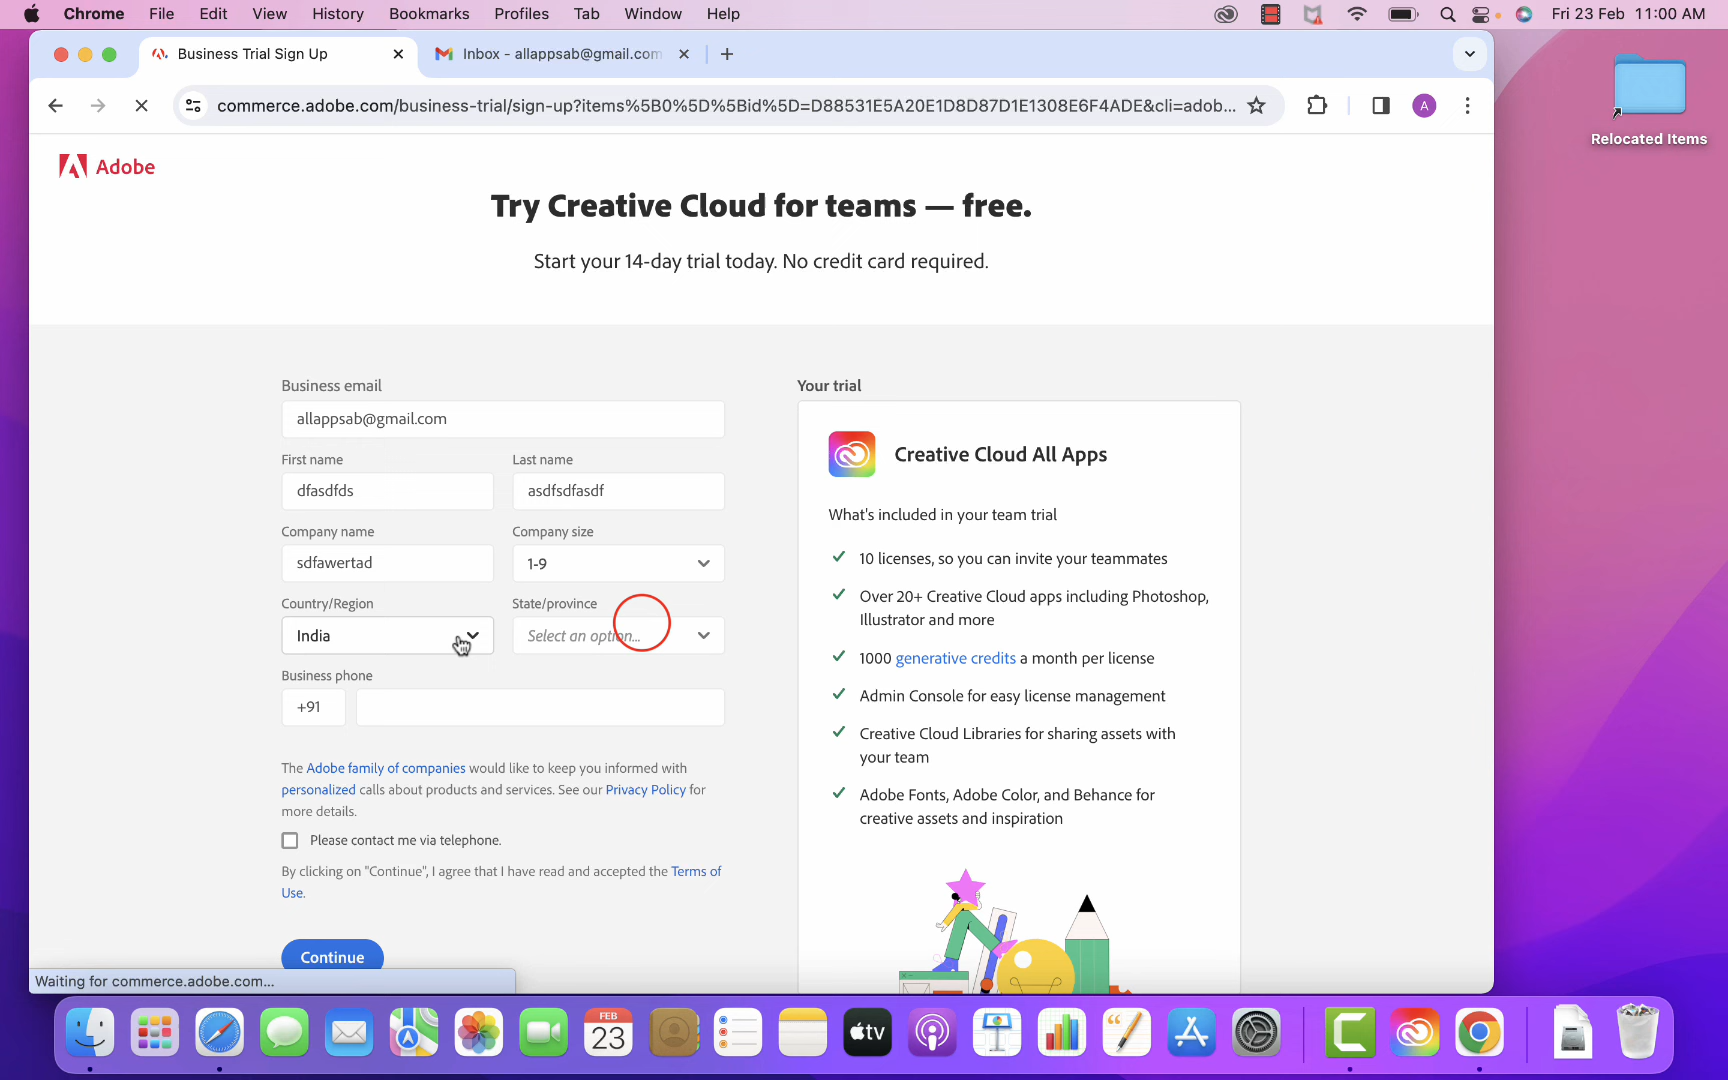 Chrome File Edit View History Bookmarks Profiles Tab Window Help Fri 23 Feb 11:00 AM
Business Trial Sign Up
Inbox - allappsab@gmail.com
commerce.adobe.com/business-trial/sign-up?items%5B0%5D%5Bid%5D=D88531E5A20E1D8D87D1E1308E6F4ADE&cli=adob...
A
Relocated Items
Adobe
Try Creative Cloud for teams — free.
Start your 14-day trial today. No credit card required.
Business email
allappsab@gmail.com
First name
Last name
dfasdfds
asdfsdfasdf
Company name
Company size
sdfawertad
1-9
Country/Region
State/province
India
Select an option...
Business phone
+91
The Adobe family of companies would like to keep you informed with
personalized calls about products and services. See our Privacy Policy for
more details.
Please contact me via telephone.
By clicking on "Continue", I agree that I have read and accepted the Terms of
Use.
Continue
Your trial
Creative Cloud All Apps
What's included in your team trial
10 licenses, so you can invite your teammates
Over 20+ Creative Cloud apps including Photoshop,
Illustrator and more
1000 generative credits a month per license
Admin Console for easy license management
Creative Cloud Libraries for sharing assets with
your team
Adobe Fonts, Adobe Color, and Behance for
creative assets and inspiration
Waiting for commerce.adobe.com...
FEB
23
tv